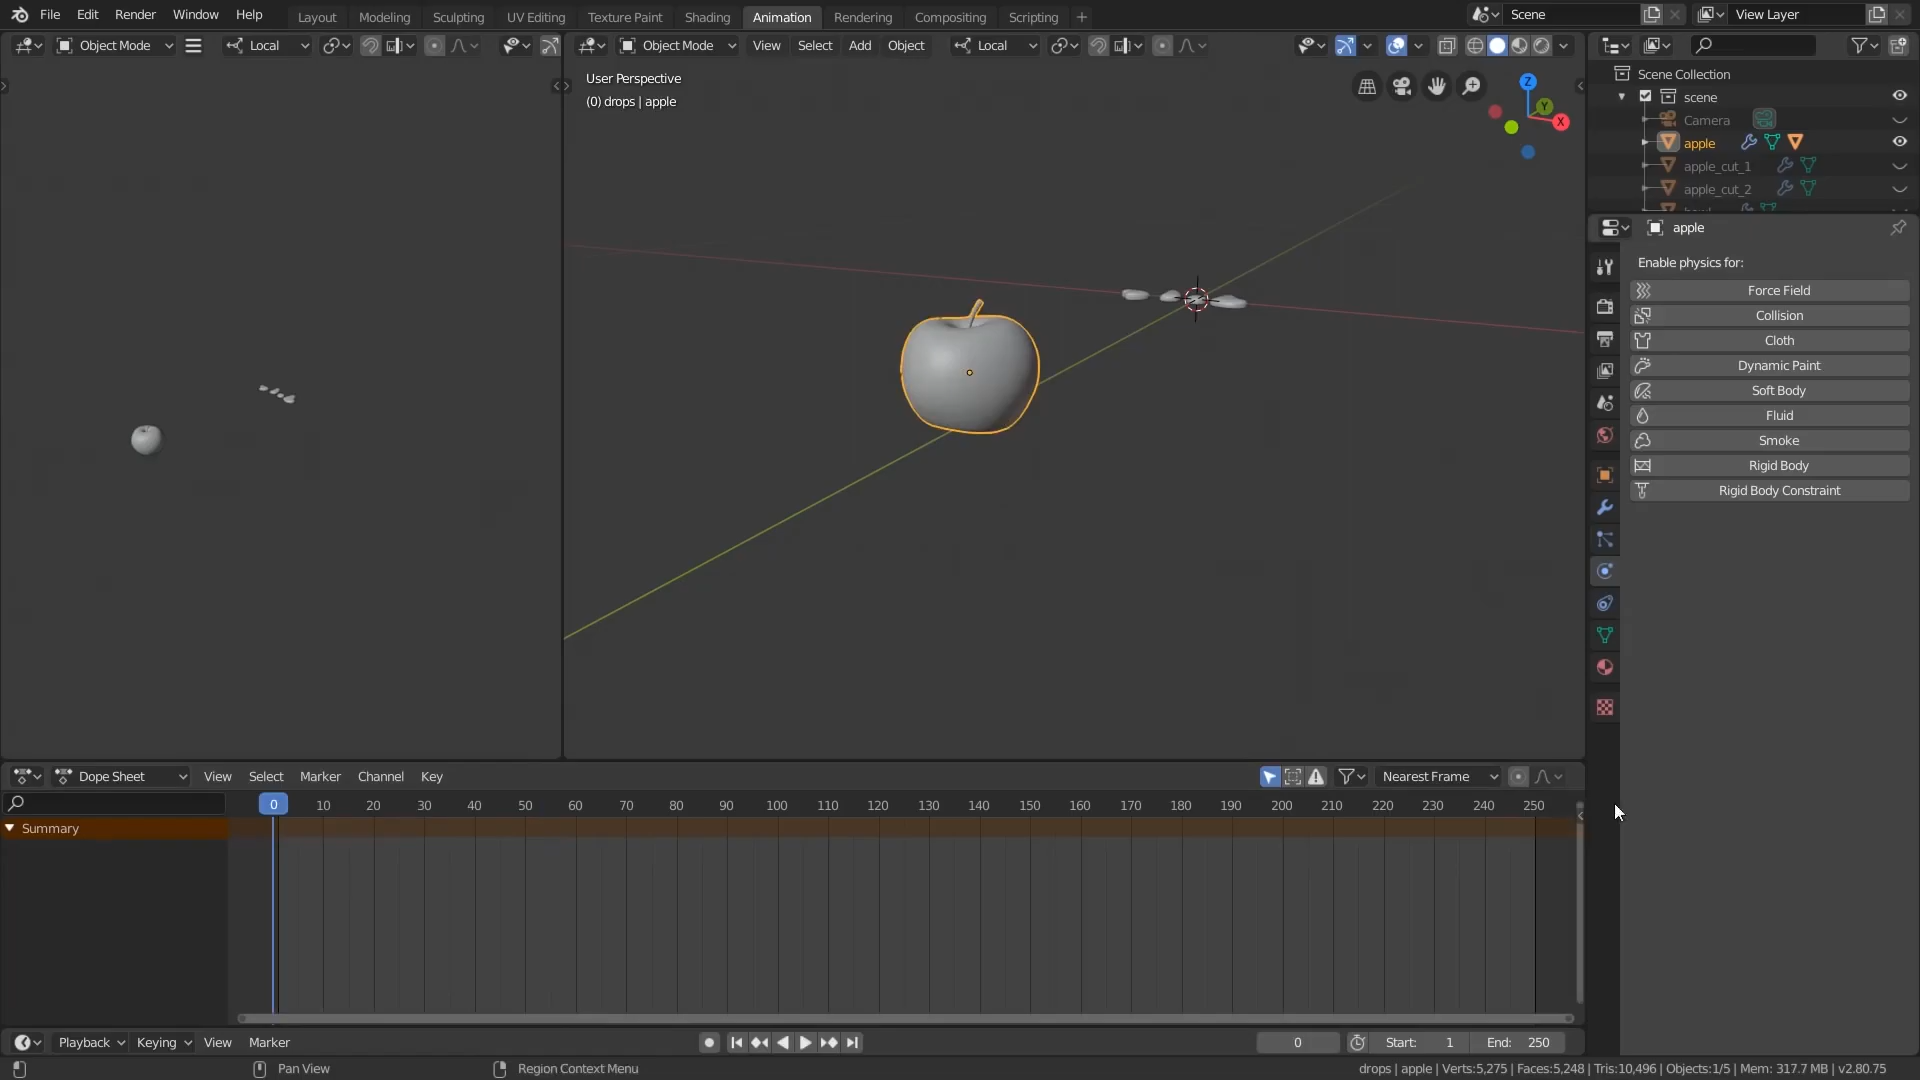 File Edit Render Window Help Layout Modeling Sculpting UV Editing Texture Paint Shading Animation Rendering Compositing Scripting + Scene View Layer
Object Mode Local Object Mode View Select Add Object Local
User Perspective
(0) drops | apple
Z
Y
X
Scene Collection
scene
Camera
apple
apple_cut_1
apple_cut_2
apple
Enable physics for:
Force Field
Collision
Cloth
Dynamic Paint
Soft Body
Fluid
Smoke
Rigid Body
Rigid Body Constraint
Dope Sheet View Select Marker Channel Key Nearest Frame
0 10 20 30 40 50 60 70 80 90 100 110 120 130 140 150 160 170 180 190 200 210 220 230 240 250
Summary
Playback Keying View Marker 0 Start: 1 End: 250
Pan View Region Context Menu drops | apple | Verts:5,275 | Faces:5,248 | Tris:10,496 | Objects:1/5 | Mem: 317.7 MB | v2.80.75